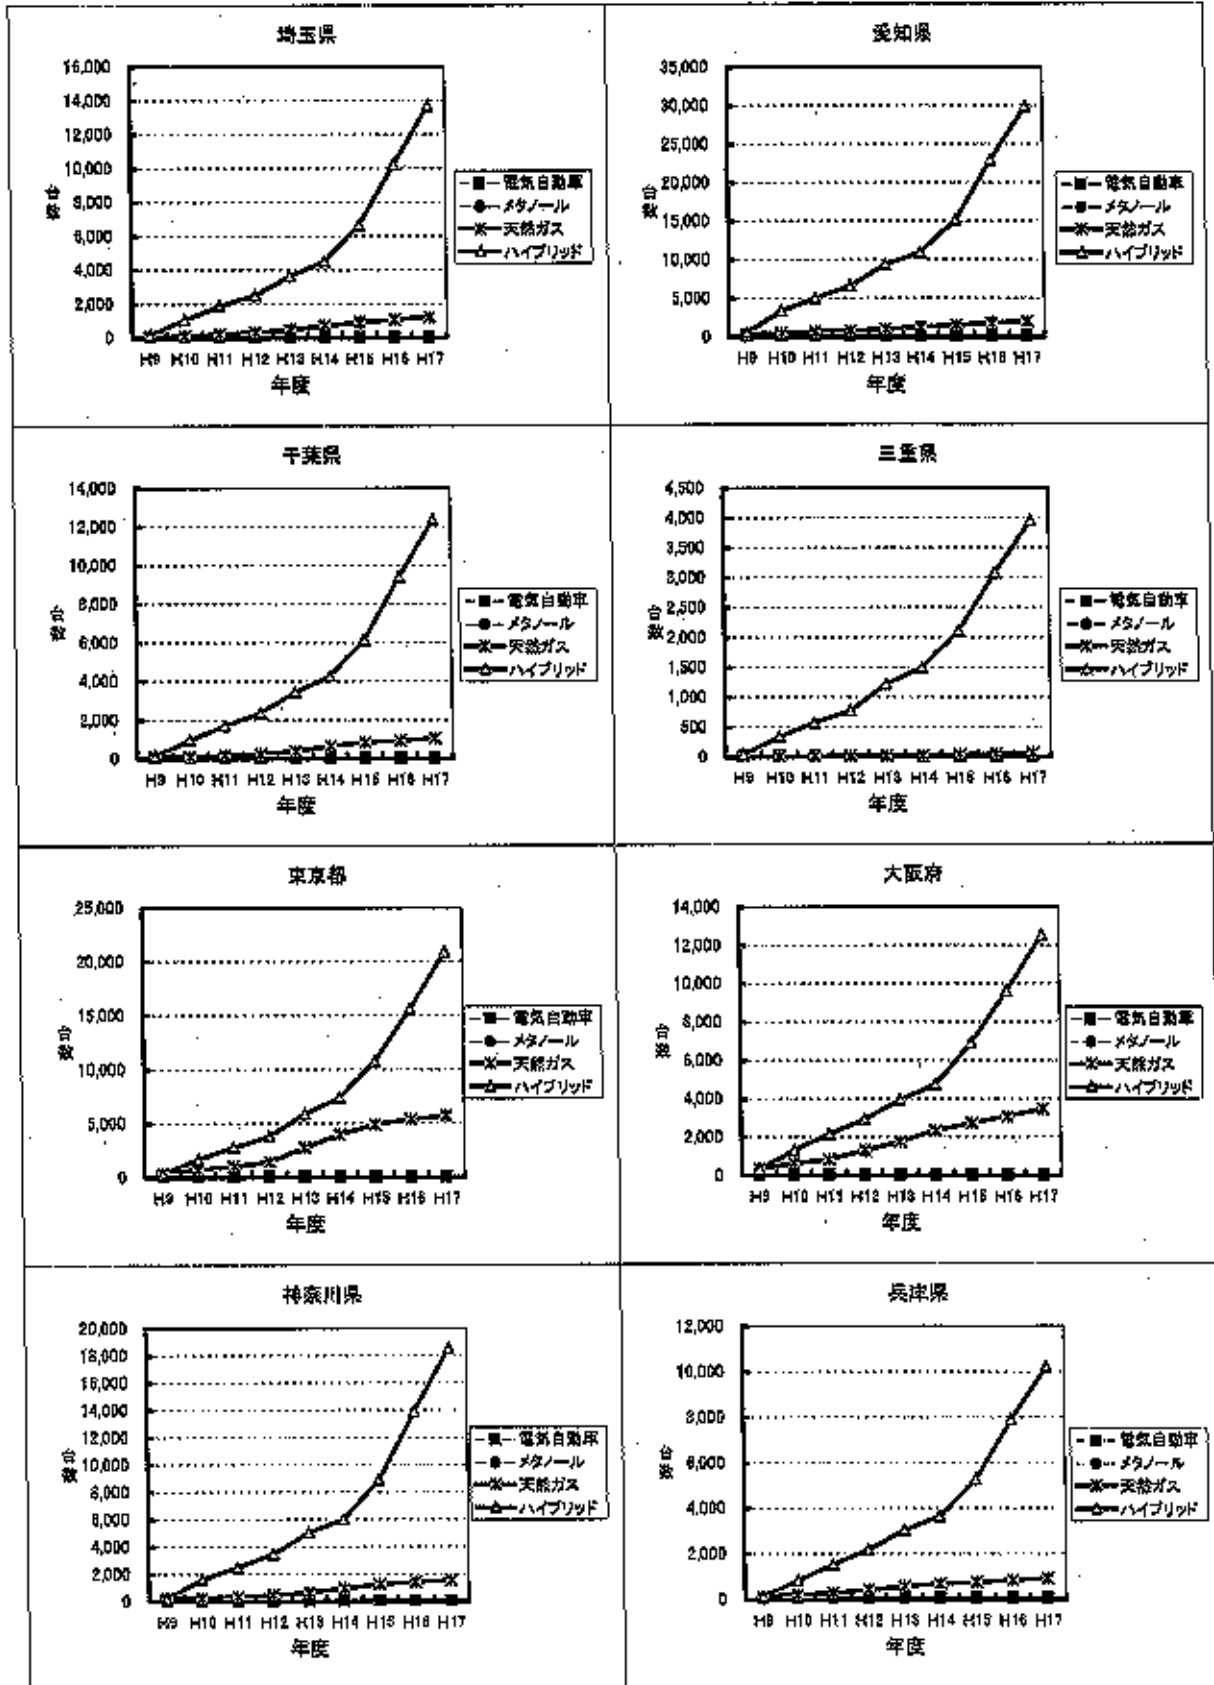 埼玉県
16,000
14,000
12,000
10,000
8,000
6,000
4,000
2,000
0
台数
H9 H10 H11 H12 H13 H14 H15 H16 H17
年度
電気自動車
メタノール
天然ガス
ハイブリッド
愛知県
35,000
30,000
25,000
20,000
15,000
10,000
5,000
0
台数
H9 H10 H11 H12 H13 H14 H15 H16 H17
年度
電気自動車
メタノール
天然ガス
ハイブリッド
千葉県
14,000
12,000
10,000
8,000
6,000
4,000
2,000
0
台数
H9 H10 H11 H12 H13 H14 H15 H16 H17
年度
電気自動車
メタノール
天然ガス
ハイブリッド
三重県
4,500
4,000
3,500
3,000
2,500
2,000
1,500
1,000
500
0
台数
H9 H10 H11 H12 H13 H14 H15 H16 H17
年度
電気自動車
メタノール
天然ガス
ハイブリッド
東京都
25,000
20,000
15,000
10,000
5,000
0
台数
H9 H10 H11 H12 H13 H14 H15 H16 H17
年度
電気自動車
メタノール
天然ガス
ハイブリッド
大阪府
14,000
12,000
10,000
8,000
6,000
4,000
2,000
0
台数
H9 H10 H11 H12 H13 H14 H15 H16 H17
年度
電気自動車
メタノール
天然ガス
ハイブリッド
神奈川県
20,000
18,000
16,000
14,000
12,000
10,000
8,000
6,000
4,000
2,000
0
台数
H9 H10 H11 H12 H13 H14 H15 H16 H17
年度
電気自動車
メタノール
天然ガス
ハイブリッド
兵庫県
12,000
10,000
8,000
6,000
4,000
2,000
0
台数
H9 H10 H11 H12 H13 H14 H15 H16 H17
年度
電気自動車
メタノール
天然ガス
ハイブリッド